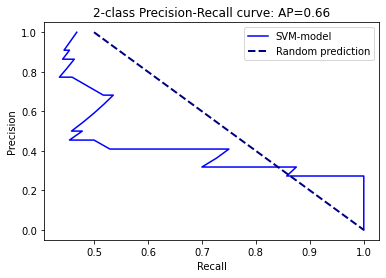 2-class Precision-Recall curve: AP=0.66
SVM-model
Random prediction
Precision
1.0
0.8
0.6
0.4
0.2
0.0
0.5 0.6 0.7 0.8 0.9 1.0
Recall